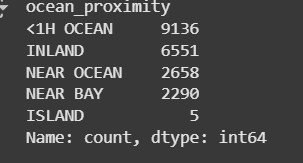 ocean_proximity
<1H OCEAN 9136
INLAND 6551
NEAR OCEAN 2658
NEAR BAY 2290
ISLAND 5
Name: count, dtype: int64